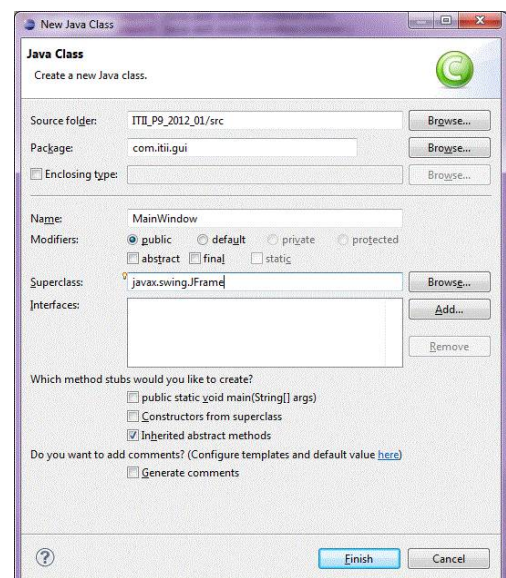 New Java Class
Java Class
Create a new Java class.
Source folder: ITII_P9_2012_01/src Browse...
Package: com.itii.gui Browse...
Enclosing type: Browse...
Name: MainWindow
Modifiers: public default private protected
abstract final static
Superclass: javax.swing.JFrame Browse...
Interfaces: Add...
Remove
Which method stubs would you like to create?
public static void main(String[] args)
Constructors from superclass
Inherited abstract methods
Do you want to add comments? (Configure templates and default value here)
Generate comments
? Finish Cancel